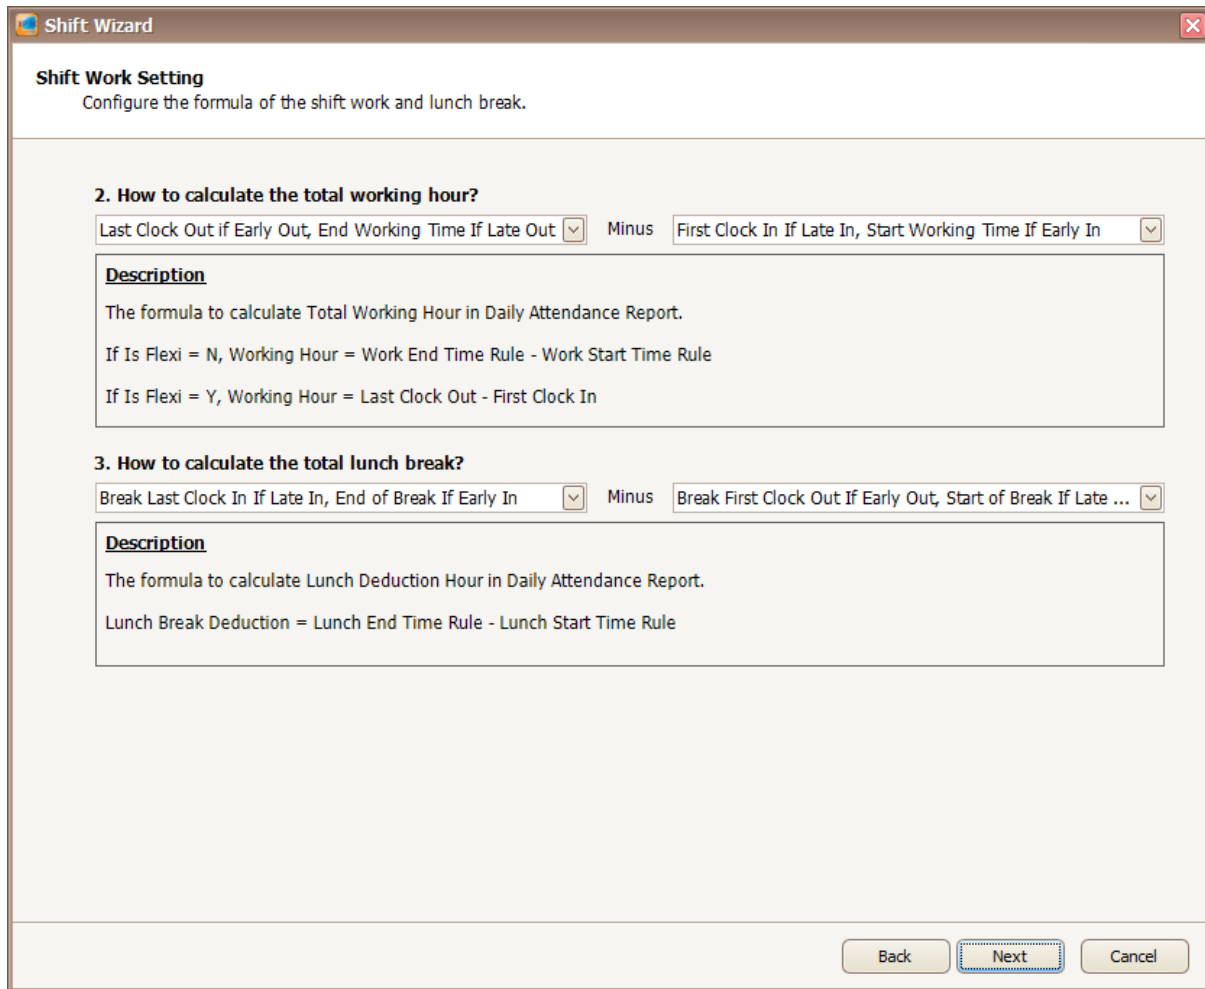 Shift Wizard
Shift Work Setting
Configure the formula of the shift work and lunch break.
2. How to calculate the total working hour?
Last Clock Out if Early Out, End Working Time If Late Out Minus First Clock In If Late In, Start Working Time If Early In
Description
The formula to calculate Total Working Hour in Daily Attendance Report.
If Is Flexi = N, Working Hour = Work End Time Rule - Work Start Time Rule
If Is Flexi = Y, Working Hour = Last Clock Out - First Clock In
3. How to calculate the total lunch break?
Break Last Clock In If Late In, End of Break If Early In Minus Break First Clock Out If Early Out, Start of Break If Late ...
Description
The formula to calculate Lunch Deduction Hour in Daily Attendance Report.
Lunch Break Deduction = Lunch End Time Rule - Lunch Start Time Rule
Back Next Cancel